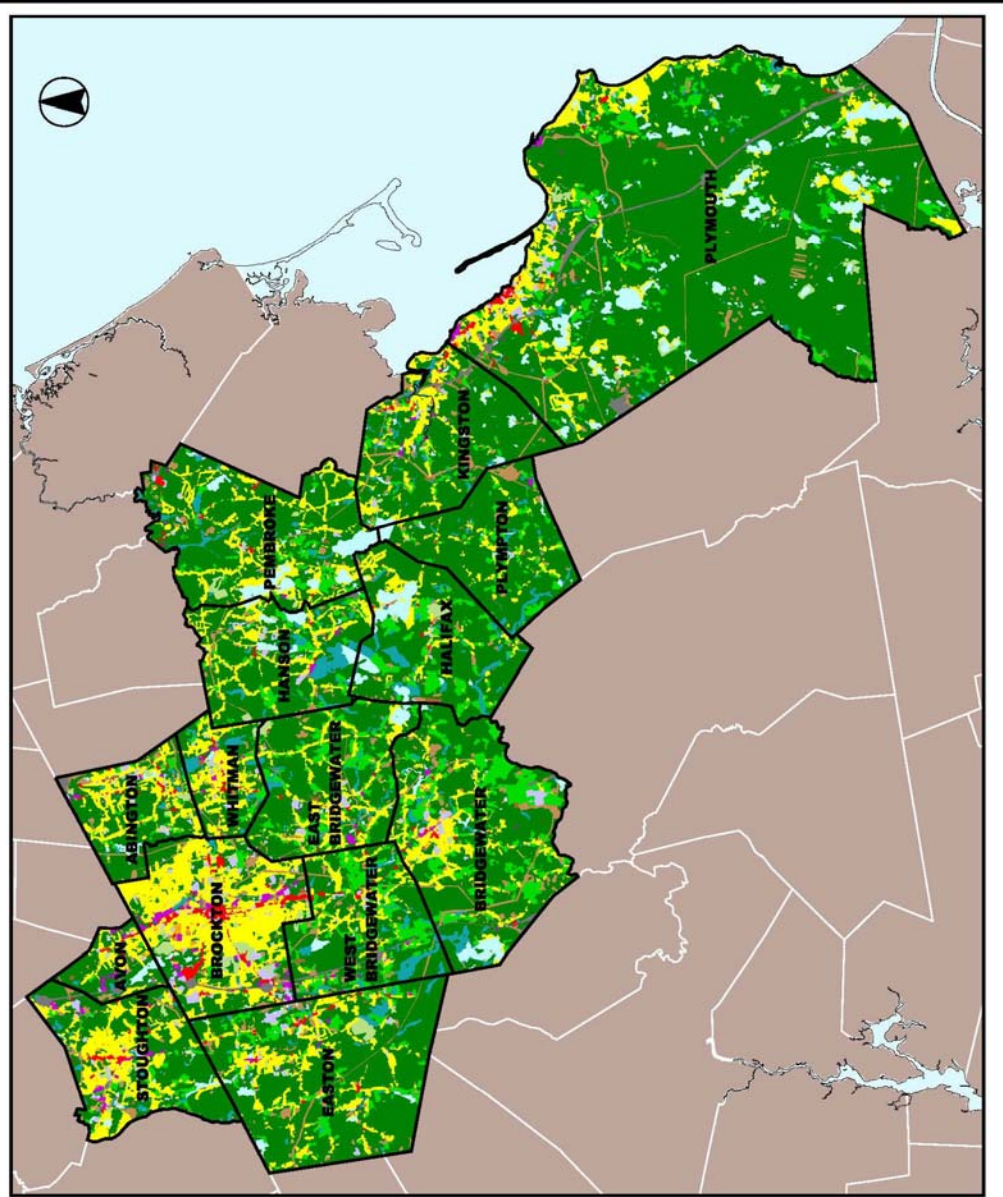 STOUGHTON
AVON
BROCKTON
ABINGTON
WHITMAN
EASTON
WEST
BRIDGEWATER
EAST
BRIDGEWATER
BRIDGEWATER
HANSON
PEMBROKE
HALIFAX
PLYMPTON
KINGSTON
PLYMOUTH